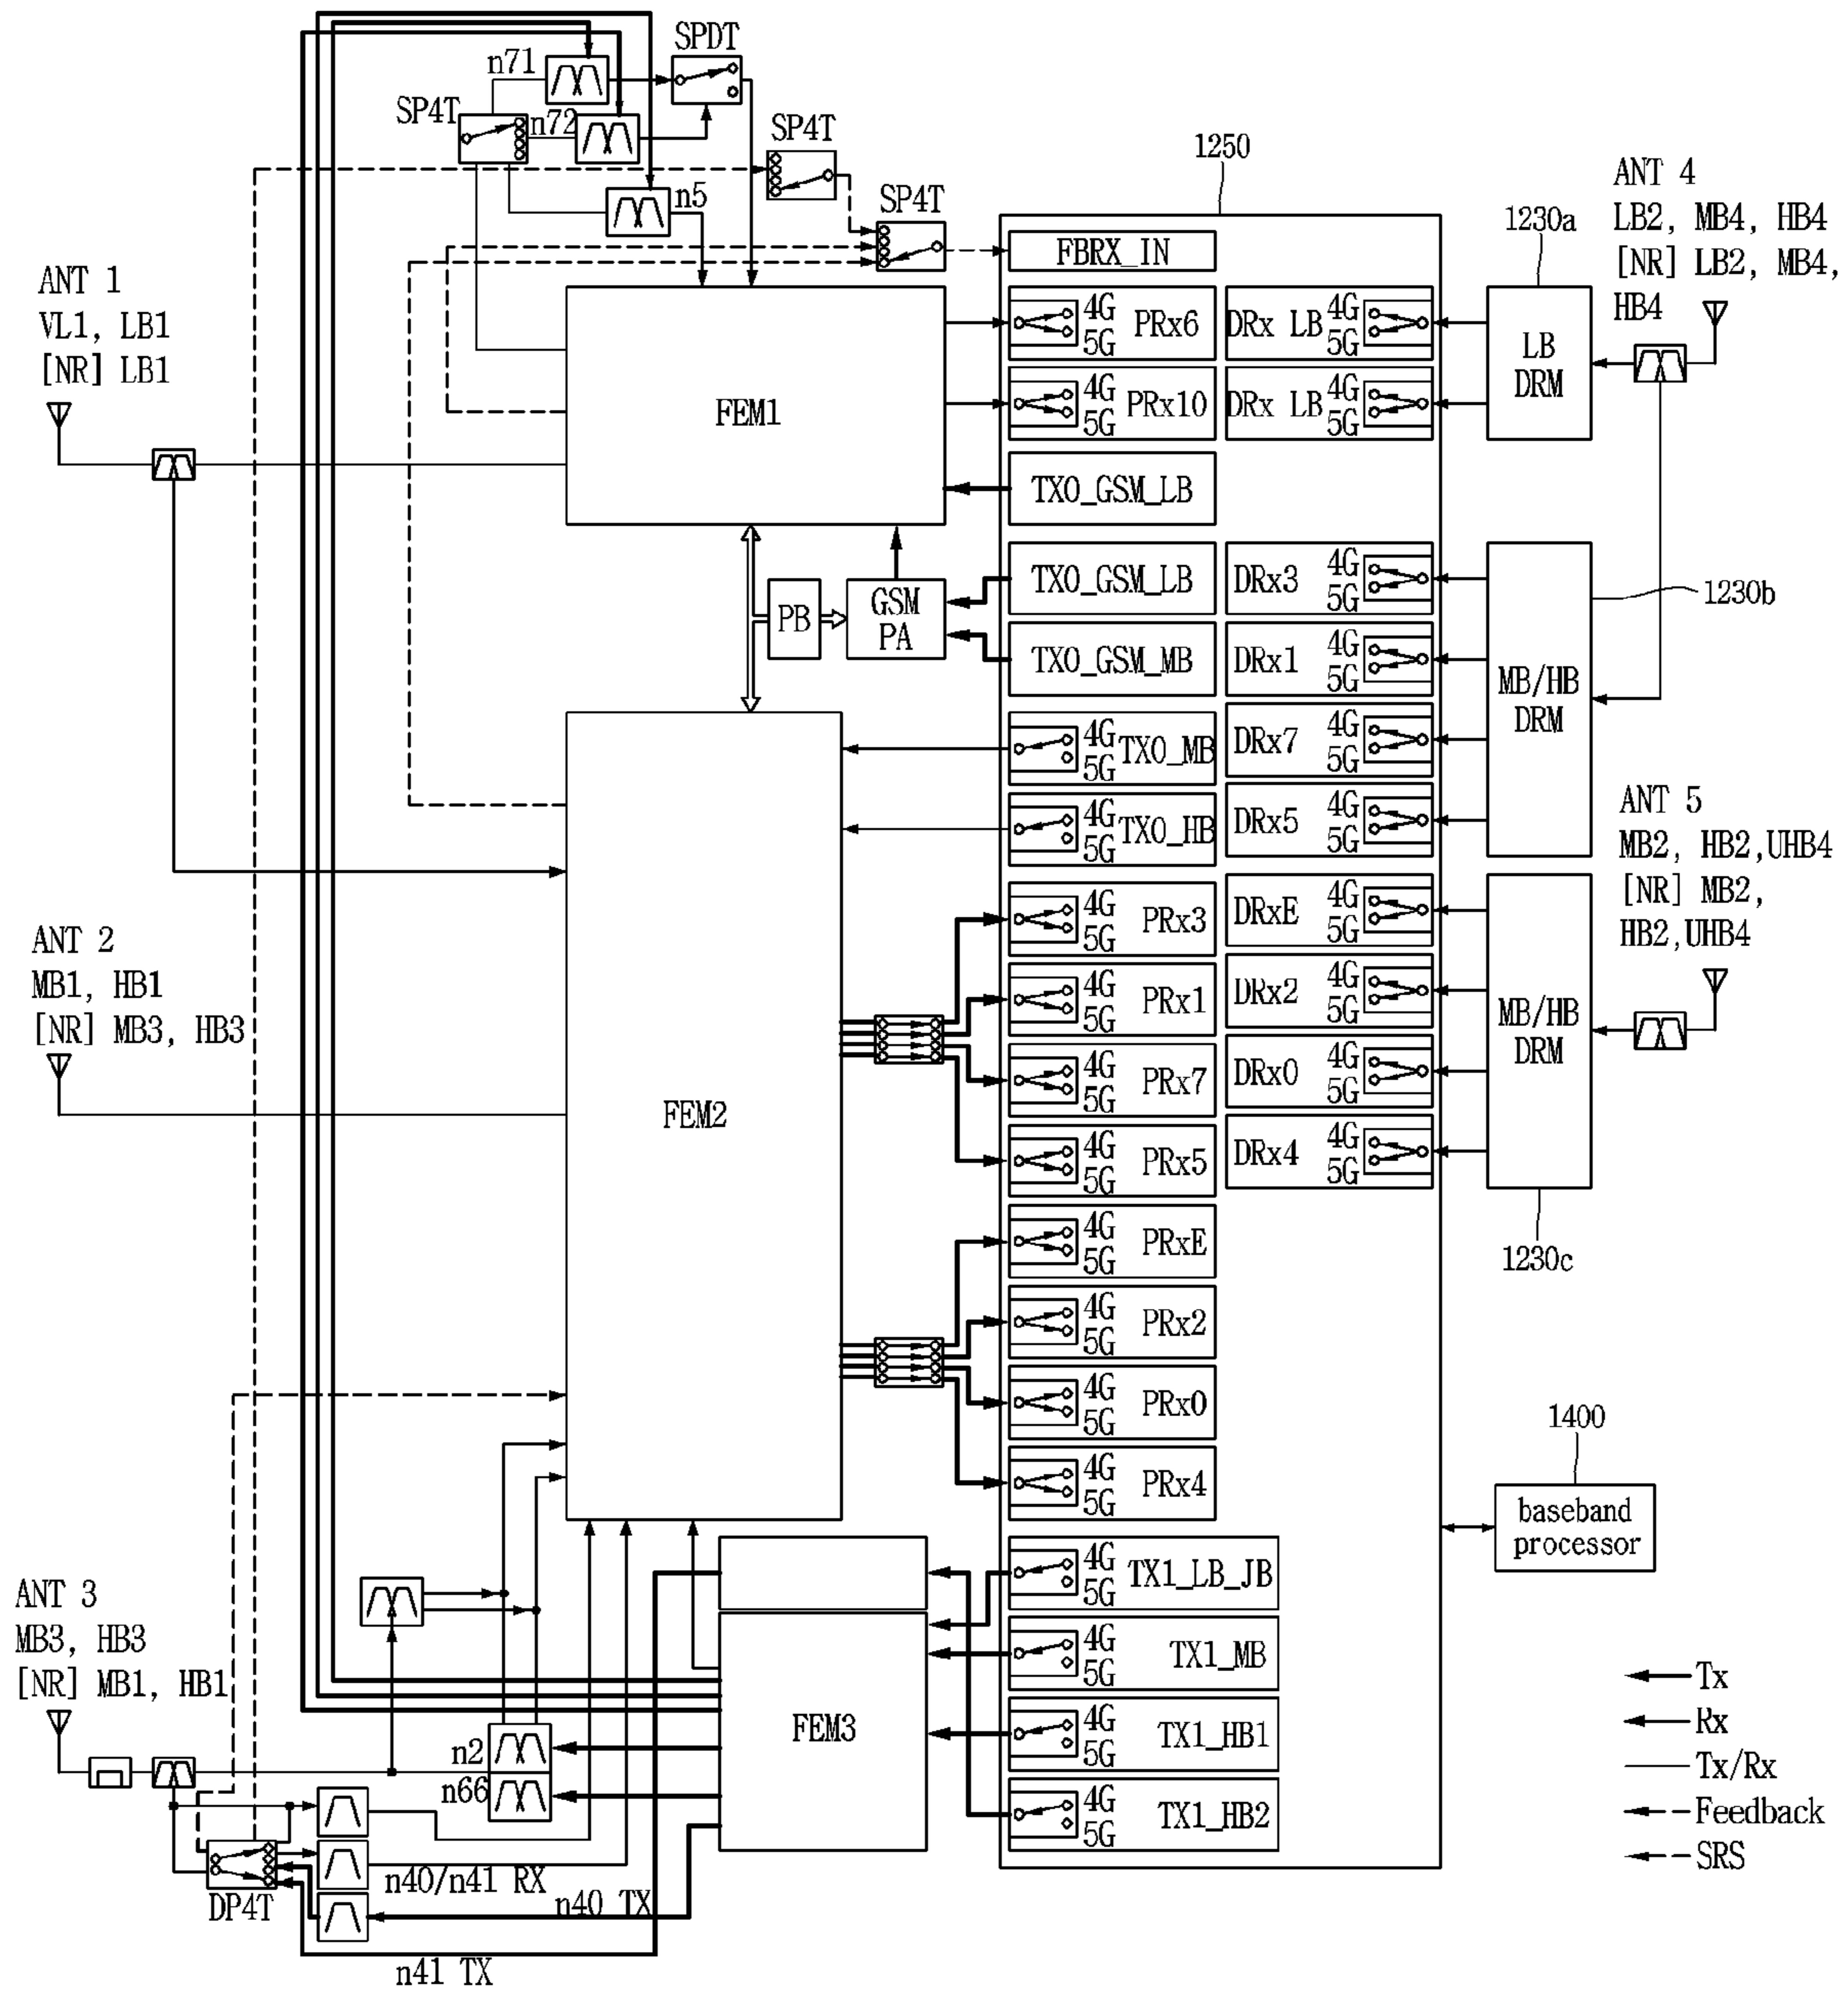 SPDT
n71
SP4T
n72
SP4T
n5
SP4T
1250
ANT 4
LB2, MB4, HB4
[NR] LB2, MB4,
HB4
1230a
ANT 1
VL1, LB1
[NR] LB1
FBRX_IN
4G
5G
PRx6
DRx LB
4G
5G
LB
DRM
FEM1
4G
5G
PRx10
DRx LB
4G
5G
TX0_GSM_LB
TX0_GSM_LB
DRx3
4G
5G
1230b
PB
GSM
PA
TX0_GSM_MB
DRx1
4G
5G
MB/HB
DRM
4G
5G
TX0_MB
DRx7
4G
5G
4G
5G
TX0_HB
DRx5
4G
5G
ANT 5
MB2, HB2,UHB4
[NR] MB2,
HB2,UHB4
ANT 2
MB1, HB1
[NR] MB3, HB3
4G
5G
PRx3
DRxE
4G
5G
4G
5G
PRx1
DRx2
4G
5G
MB/HB
DRM
FEM2
4G
5G
PRx7
DRx0
4G
5G
4G
5G
PRx5
DRx4
4G
5G
1230c
4G
5G
PRxE
4G
5G
PRx2
4G
5G
PRx0
4G
5G
PRx4
1400
baseband
processor
4G
5G
TX1_LB_JB
ANT 3
MB3, HB3
[NR] MB1, HB1
4G
5G
TX1_MB
FEM3
4G
5G
TX1_HB1
4G
5G
TX1_HB2
n2
n66
n40/n41 RX
DP4T
n40 TX
n41 TX
Tx
Rx
Tx/Rx
Feedback
SRS